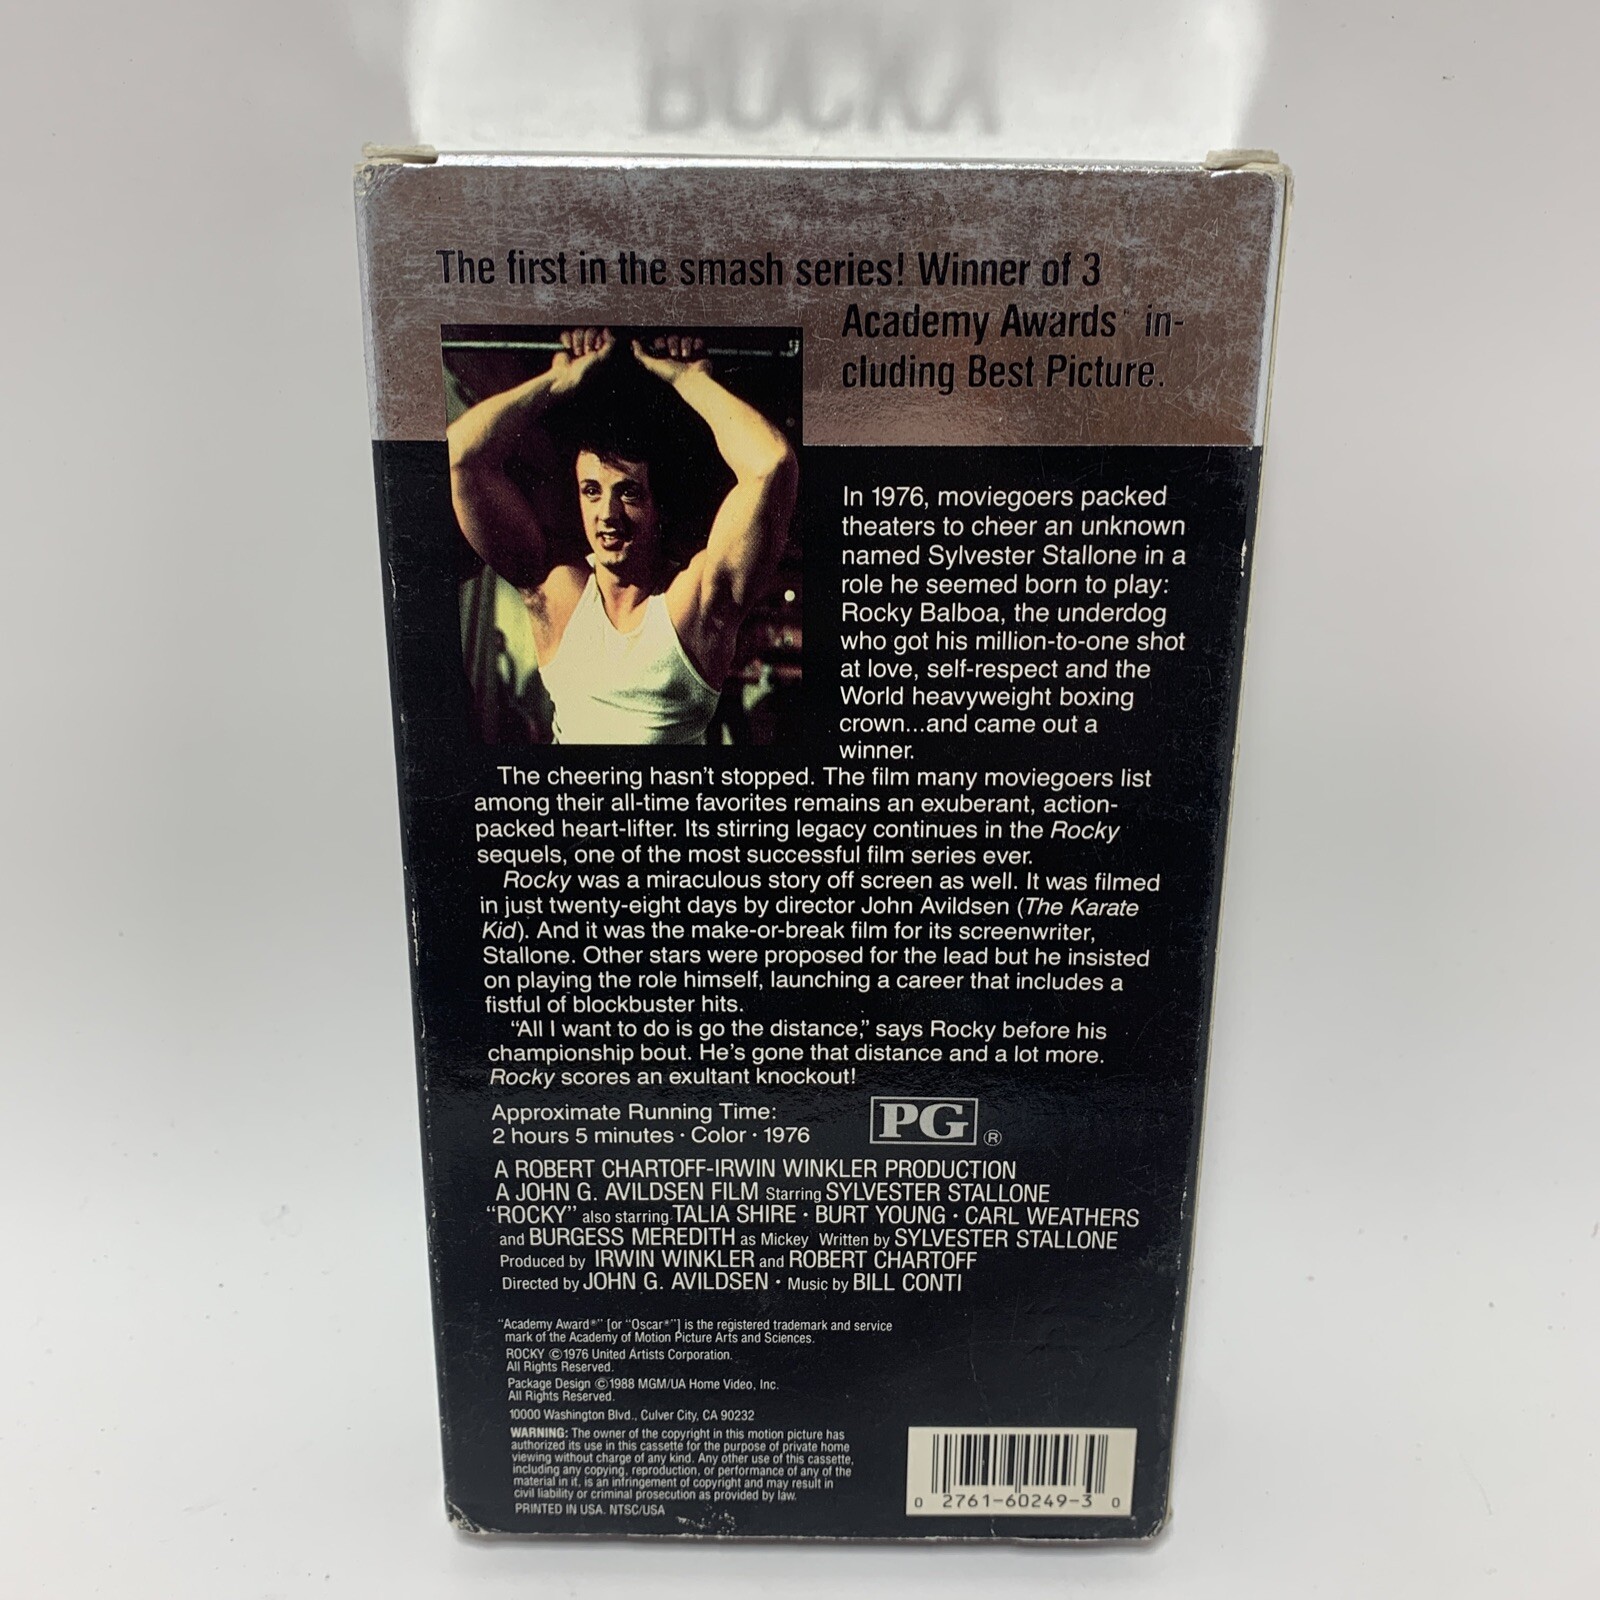 The first in the smash series! Winner of 3
Academy Awards™ in-
cluding Best Picture.
In 1976, moviegoers packed
theaters to cheer an unknown
named Sylvester Stallone in a
role he seemed born to play:
Rocky Balboa, the underdog
who got his million-to-one shot
at love, self-respect and the
World heavyweight boxing
crown...and came out a
winner.
The cheering hasn't stopped. The film many moviegoers list
among their all-time favorites remains an exuberant, action-
packed heart-lifter. Its stirring legacy continues in the Rocky
sequels, one of the most successful film series ever.
Rocky was a miraculous story off screen as well. It was filmed
in just twenty-eight days by director John Avildsen (The Karate
Kid). And it was the make-or-break film for its screenwriter,
Stallone. Other stars were proposed for the lead but he insisted
on playing the role himself, launching a career that includes a
fistful of blockbuster hits.
"All I want to do is go the distance," says Rocky before his
championship bout. He's gone that distance and a lot more.
Rocky scores an exultant knockout!
Approximate Running Time:
2 hours 5 minutes · Color · 1976
PG ®
A ROBERT CHARTOFF-IRWIN WINKLER PRODUCTION
A JOHN G. AVILDSEN FILM Starring SYLVESTER STALLONE
"ROCKY" also starring TALIA SHIRE · BURT YOUNG · CARL WEATHERS
and BURGESS MEREDITH as Mickey Written by SYLVESTER STALLONE
Produced by IRWIN WINKLER and ROBERT CHARTOFF
Directed by JOHN G. AVILDSEN · Music by BILL CONTI
"Academy Award®" [or "Oscar®"] is the registered trademark and service
mark of the Academy of Motion Picture Arts and Sciences.
ROCKY ©1976 United Artists Corporation.
All Rights Reserved.
Package Design ©1988 MGM/UA Home Video, Inc.
All Rights Reserved.
10000 Washington Blvd., Culver City, CA 90232
WARNING: The owner of the copyright in this motion picture has
authorized its use in this cassette for the purpose of private home
viewing without charge of any kind. Any other use of this cassette,
including any copying, reproduction, or performance of any of the
material in it, is an infringement of copyright and may result in
civil liability or criminal prosecution as provided by law.
PRINTED IN USA. NTSC/USA
0 2761-60249-3 0